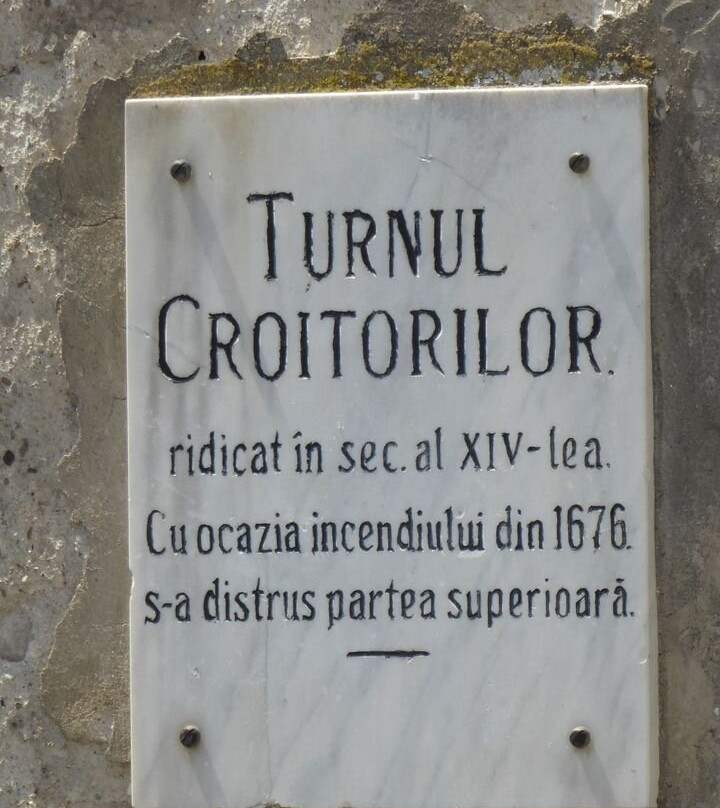 TURNUL
CROITORILOR.
ridicat în sec. al XIV-lea.
Cu ocazia incendiului din 1676.
s-a distrus partea superioară.